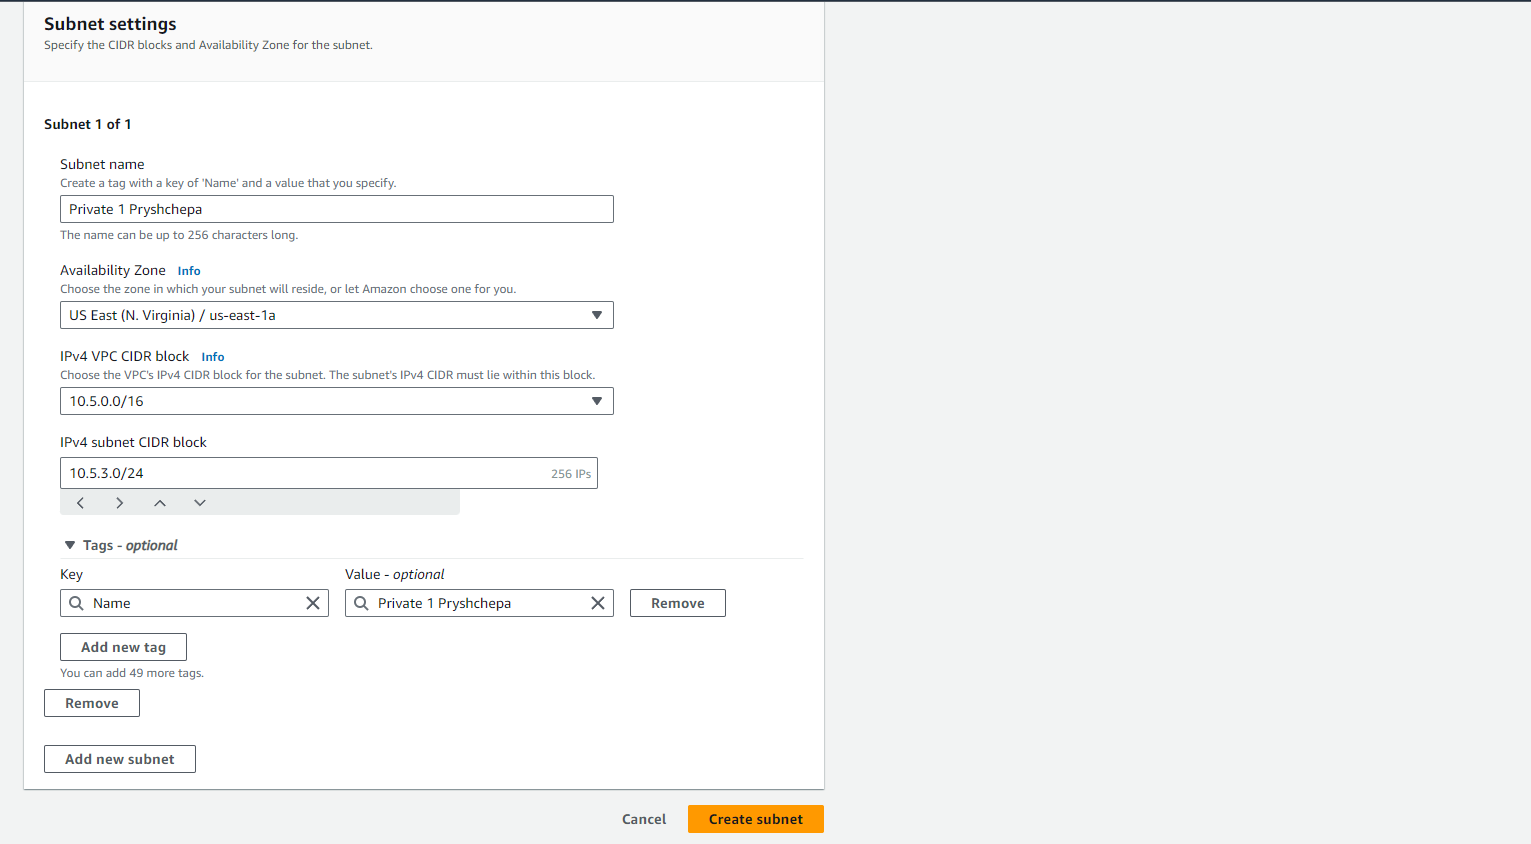 Subnet settings
Specify the CIDR blocks and Availability Zone for the subnet.
Subnet 1 of 1
Subnet name
Create a tag with a key of 'Name' and a value that you specify.
Private 1 Pryshchepa
The name can be up to 256 characters long.
Availability Zone Info
Choose the zone in which your subnet will reside, or let Amazon choose one for you.
US East (N. Virginia) / us-east-1a
IPv4 VPC CIDR block Info
Choose the VPC's IPv4 CIDR block for the subnet. The subnet's IPv4 CIDR must lie within this block.
10.5.0.0/16
IPv4 subnet CIDR block
10.5.3.0/24 256 IPs
Tags - optional
Key Value - optional
Name Private 1 Pryshchepa Remove
Add new tag
You can add 49 more tags.
Remove
Add new subnet
Cancel Create subnet